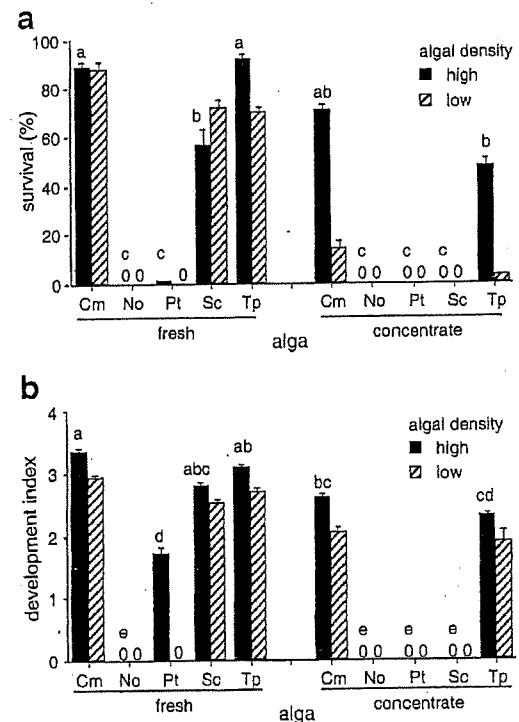 a
survival (%)
100
80
60
40
20
0
algal density
high
low
a
a
b
c
c
0 0
0
ab
b
c
c
c
0 0
0 0
0 0
Cm No Pt Sc Tp
Cm No Pt Sc Tp
fresh
alga
concentrate
b
development index
4
3
2
1
0
algal density
high
low
a
abc
ab
d
e
0 0
0
bc
cd
e
e
e
0 0
0 0
0 0
Cm No Pt Sc Tp
Cm No Pt Sc Tp
fresh
alga
concentrate